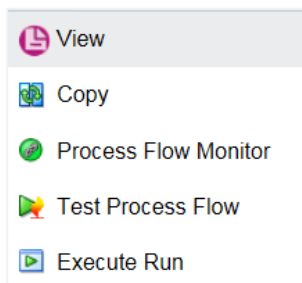 View
Copy
Process Flow Monitor
Test Process Flow
Execute Run